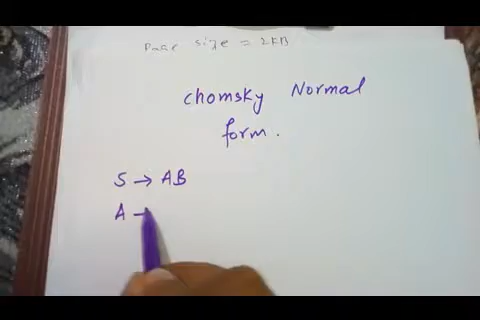 Page size = 2KB
chomsky Normal
form.
S → AB
A →